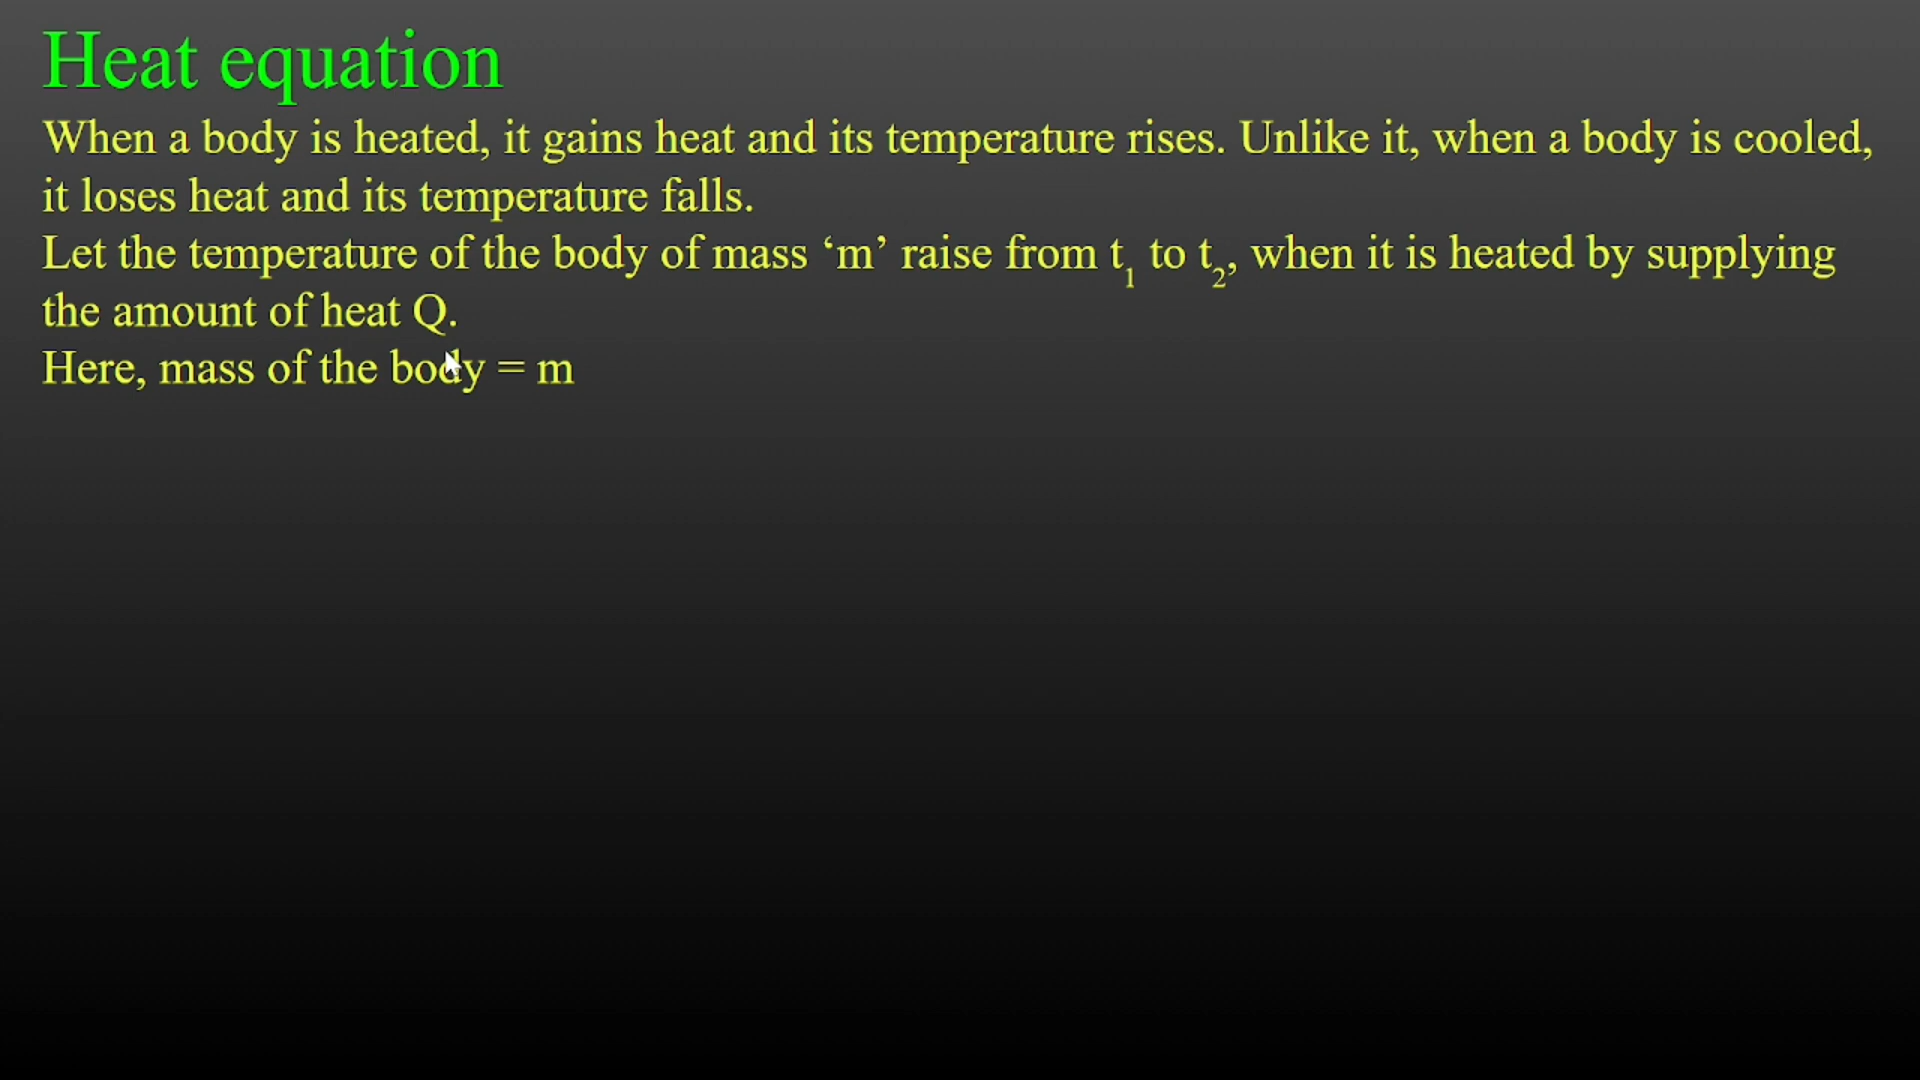 Heat equation
When a body is heated, it gains heat and its temperature rises. Unlike it, when a body is cooled,
it loses heat and its temperature falls.
Let the temperature of the body of mass ‘m’ raise from t₁ to t₂, when it is heated by supplying
the amount of heat Q.
Here, mass of the body = m